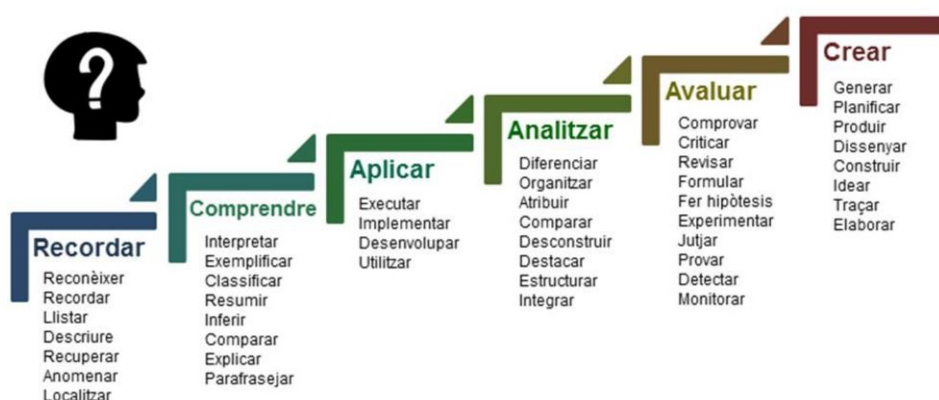 ?
Recordar
Reconèixer
Recordar
Llistar
Descriure
Recuperar
Anomenar
Localitzar
Comprendre
Interpretar
Exemplificar
Classificar
Resumir
Inferir
Comparar
Explicar
Parafrasejar
Aplicar
Executar
Implementar
Desenvolupar
Utilitzar
Analitzar
Diferenciar
Organitzar
Atribuir
Comparar
Desconstruir
Destacar
Estructurar
Integrar
Avaluar
Comprovar
Criticar
Revisar
Formular
Fer hipòtesis
Experimentar
Jutjar
Provar
Detectar
Monitorar
Crear
Generar
Planificar
Produir
Dissenyar
Construir
Idear
Traçar
Elaborar